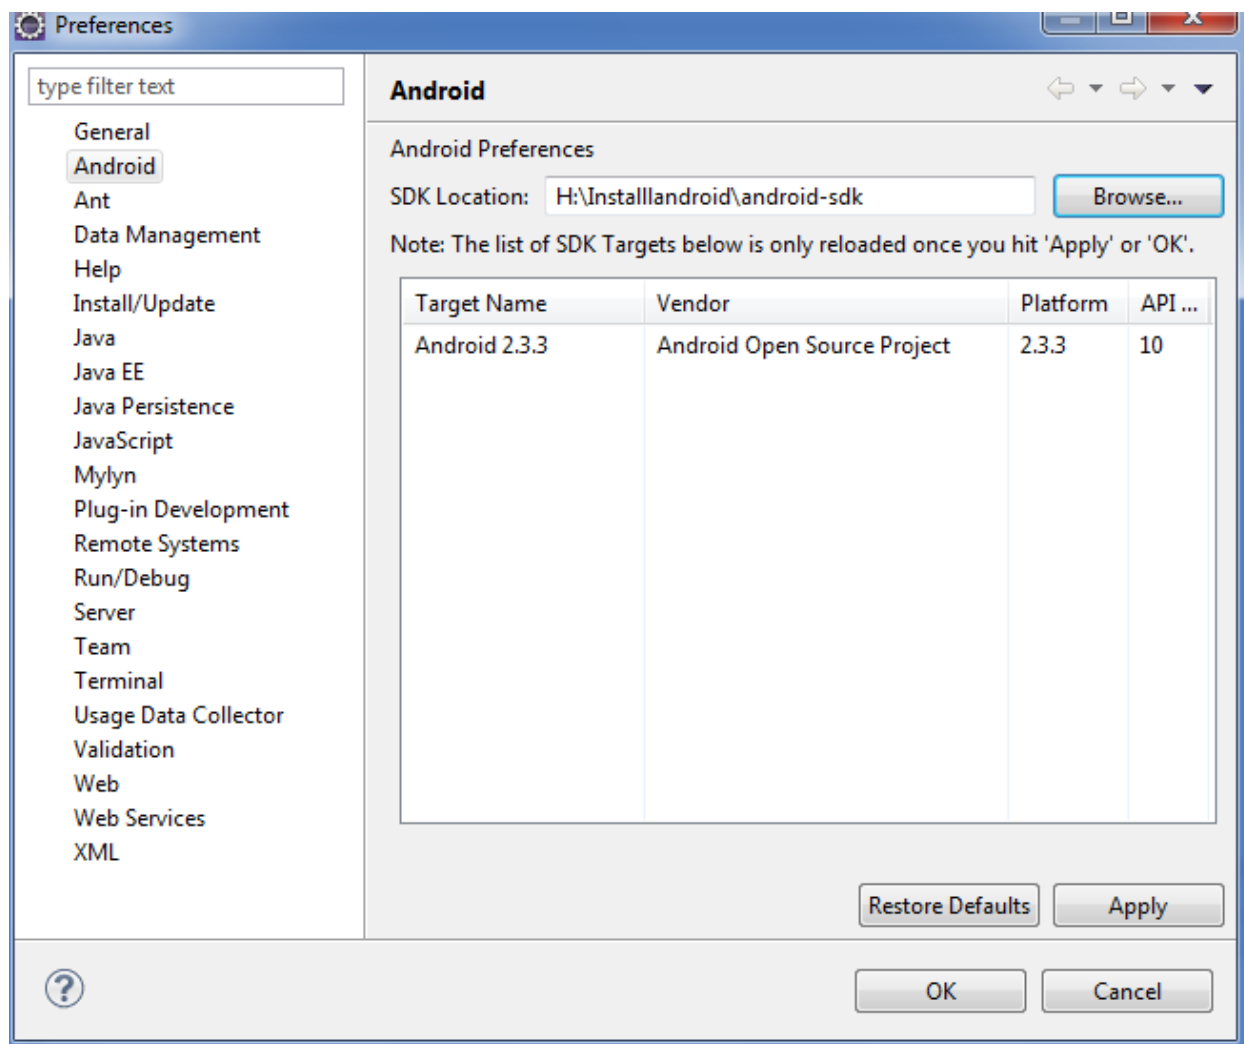 Preferences
type filter text
General
Android
Ant
Data Management
Help
Install/Update
Java
Java EE
Java Persistence
JavaScript
Mylyn
Plug-in Development
Remote Systems
Run/Debug
Server
Team
Terminal
Usage Data Collector
Validation
Web
Web Services
XML
Android
Android Preferences
SDK Location: H:\Installlandroid\android-sdk Browse...
Note: The list of SDK Targets below is only reloaded once you hit 'Apply' or 'OK'.
Target Name Vendor Platform API ...
Android 2.3.3 Android Open Source Project 2.3.3 10
Restore Defaults Apply
? OK Cancel